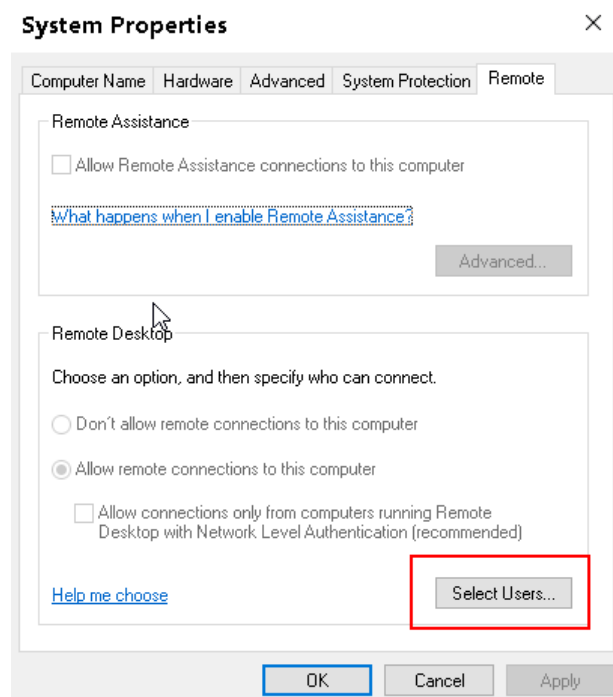 System Properties
Computer Name Hardware Advanced System Protection Remote
Remote Assistance
Allow Remote Assistance connections to this computer
What happens when I enable Remote Assistance?
Advanced...
Remote Desktop
Choose an option, and then specify who can connect.
Don't allow remote connections to this computer
Allow remote connections to this computer
Allow connections only from computers running Remote
Desktop with Network Level Authentication (recommended)
Help me choose
Select Users...
OK Cancel Apply